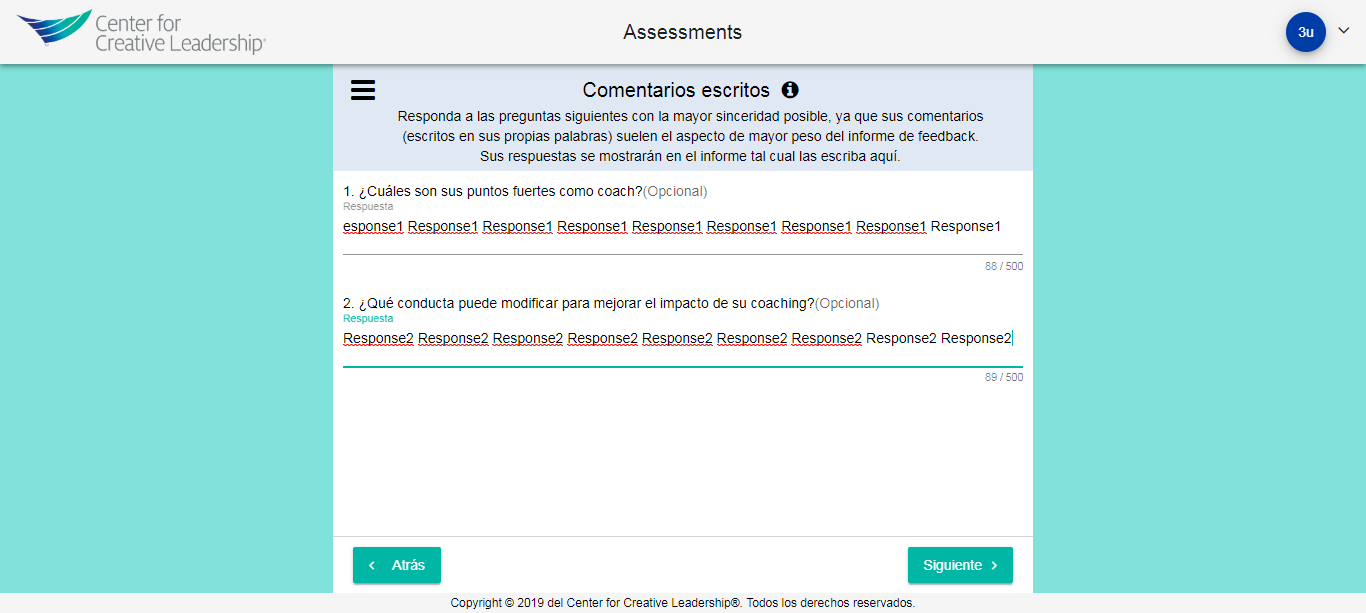 Center for
Creative Leadership®
Assessments
3u
Comentarios escritos
Responda a las preguntas siguientes con la mayor sinceridad posible, ya que sus comentarios
(escritos en sus propias palabras) suelen el aspecto de mayor peso del informe de feedback.
Sus respuestas se mostrarán en el informe tal cual las escriba aquí.
1. ¿Cuáles son sus puntos fuertes como coach?(Opcional)
Respuesta
esponse1 Response1 Response1 Response1 Response1 Response1 Response1 Response1 Response1
88 / 500
2. ¿Qué conducta puede modificar para mejorar el impacto de su coaching?(Opcional)
Respuesta
Response2 Response2 Response2 Response2 Response2 Response2 Response2 Response2 Response2
89 / 500
Atrás
Siguiente
Copyright © 2019 del Center for Creative Leadership®. Todos los derechos reservados.